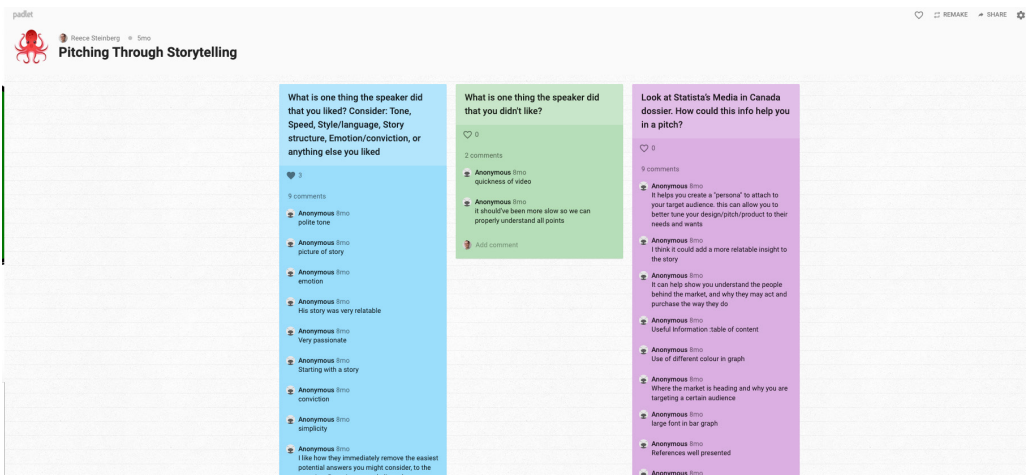 padlet
REMAKE
SHARE
Reece Steinberg 5mo
Pitching Through Storytelling
What is one thing the speaker did
that you liked? Consider: Tone,
Speed, Style/language, Story
structure, Emotion/conviction, or
anything else you liked
3
9 comments
Anonymous 8mo
polite tone
Anonymous 8mo
picture of story
Anonymous 8mo
emotion
Anonymous 8mo
His story was very relatable
Anonymous 8mo
Very passionate
Anonymous 8mo
Starting with a story
Anonymous 8mo
conviction
Anonymous 8mo
simplicity
Anonymous 8mo
I like how they immediately remove the easiest
potential answers you might consider, to the
What is one thing the speaker did
that you didn't like?
0
2 comments
Anonymous 8mo
quickness of video
Anonymous 8mo
it should've been more slow so we can
properly understand all points
Add comment
Look at Statista's Media in Canada
dossier. How could this info help you
in a pitch?
0
9 comments
Anonymous 8mo
It helps you create a "persona" to attach to
your target audience. this can allow you to
better tune your design/pitch/product to their
needs and wants
Anonymous 8mo
I think it could add a more relatable insight to
the story
Anonymous 8mo
It can help show you understand the people
behind the market, and why they may act and
purchase the way they do
Anonymous 8mo
Useful Information :table of content
Anonymous 8mo
Use of different colour in graph
Anonymous 8mo
Where the market is heading and why you are
targeting a certain audience
Anonymous 8mo
large font in bar graph
Anonymous 8mo
References well presented
Anonymous 8mo